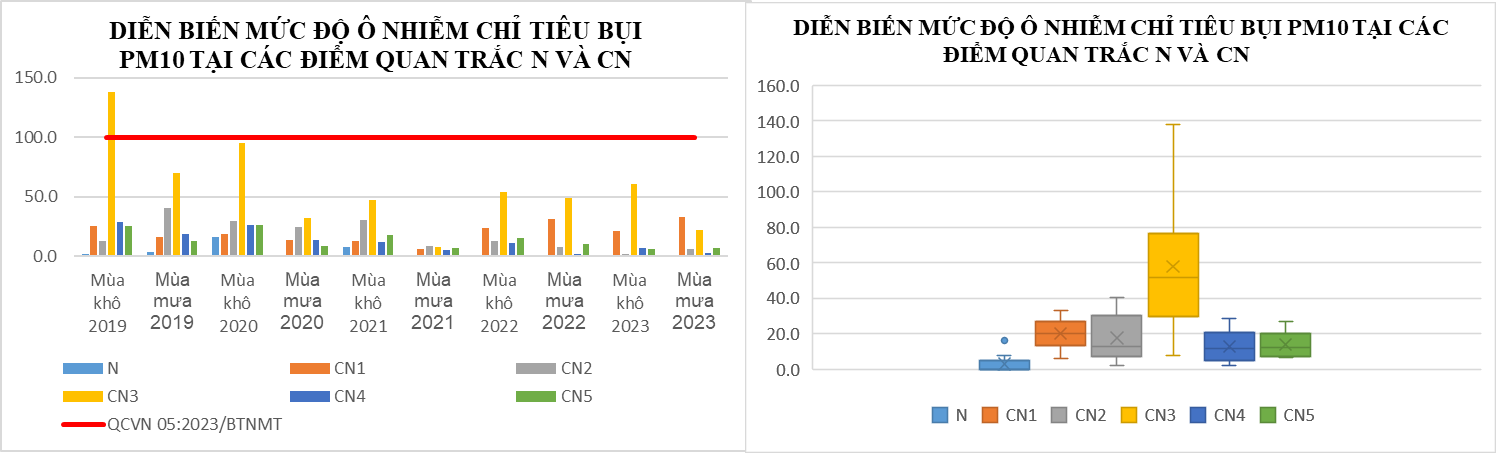 DIỄN BIẾN MỨC ĐỘ Ô NHIỄM CHỈ TIÊU BỤI
PM10 TẠI CÁC ĐIỂM QUAN TRẮC N VÀ CN
150.0
100.0
50.0
0.0
Mùa khô 2019
Mùa mưa 2019
Mùa khô 2020
Mùa mưa 2020
Mùa khô 2021
Mùa mưa 2021
Mùa khô 2022
Mùa mưa 2022
Mùa khô 2023
Mùa mưa 2023
N CN1 CN2
CN3 CN4 CN5
QCVN 05:2023/BTNMT
DIỄN BIẾN MỨC ĐỘ Ô NHIỄM CHỈ TIÊU BỤI PM10 TẠI CÁC
ĐIỂM QUAN TRẮC N VÀ CN
160.0
140.0
120.0
100.0
80.0
60.0
40.0
20.0
0.0
N CN1 CN2 CN3 CN4 CN5